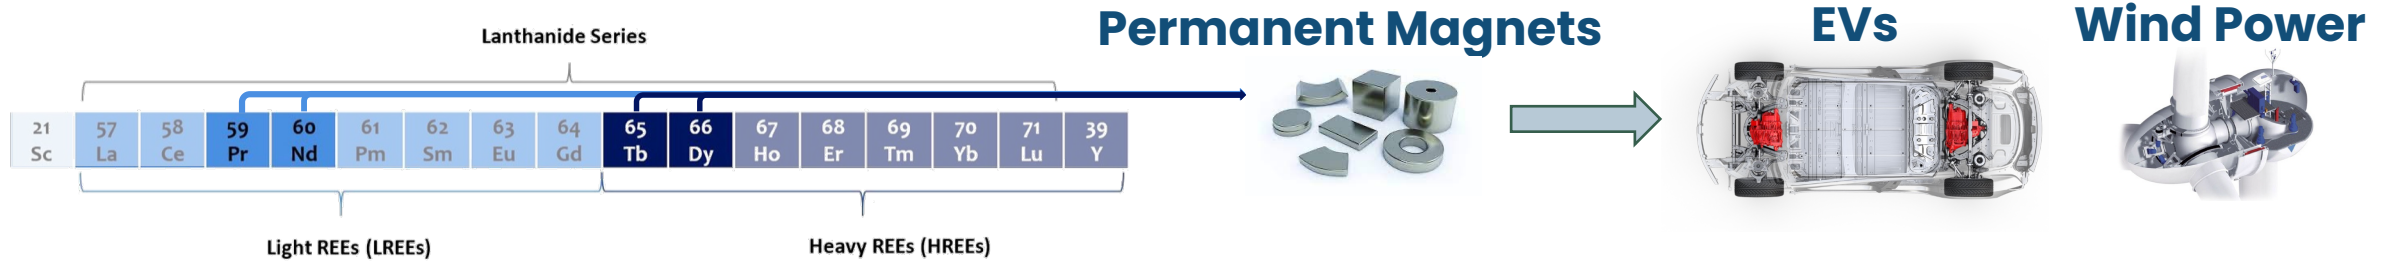 Permanent Magnets
EVs
Wind Power
Lanthanide Series
21 57 58 59 60 61 62 63 64 65 66 67 68 69 70 71 39
Sc La Ce Pr Nd Pm Sm Eu Gd Tb Dy Ho Er Tm Yb Lu Y
Light REEs (LREEs)
Heavy REEs (HREEs)